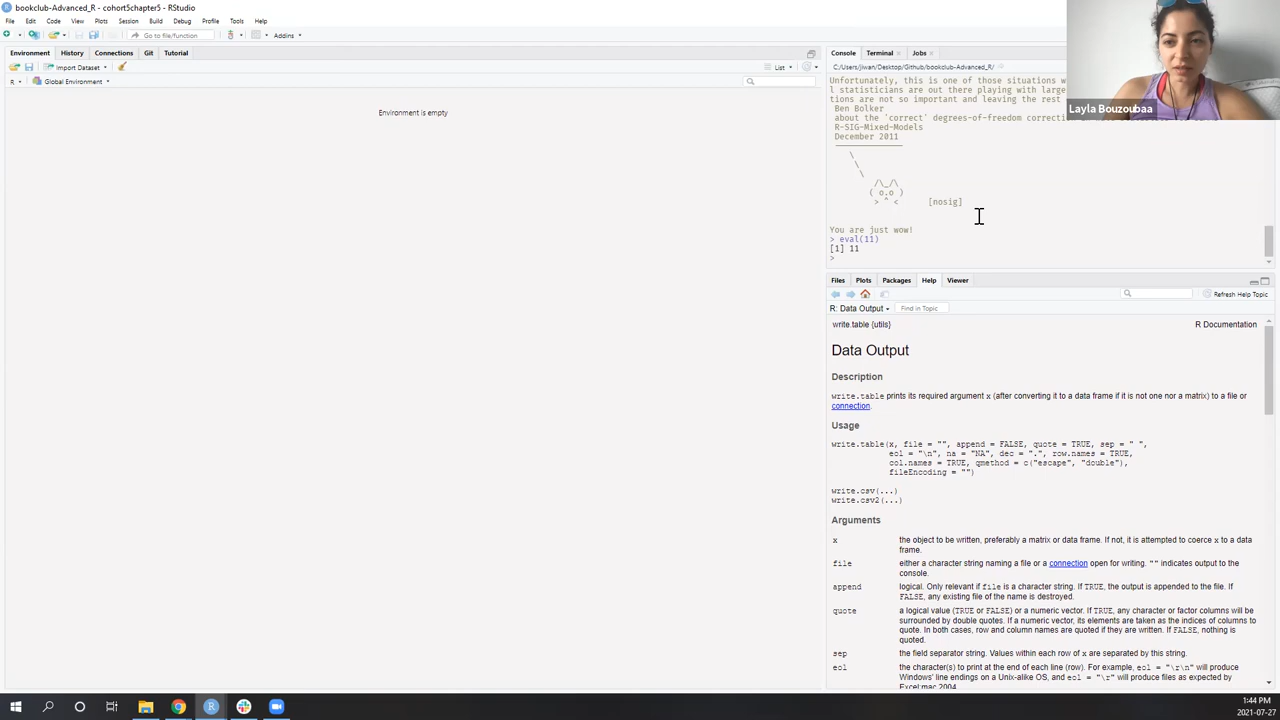 bookclub-Advanced_R - cohort5chapter5 - RStudio
File Edit Code View Plots Session Build Debug Profile Tools Help
Go to file/function Addins
Environment History Connections Git Tutorial
Import Dataset List
R Global Environment
Environment is empty
Console Terminal Jobs
C:/Users/jiwan/Desktop/Github/bookclub-Advanced_R/
Unfortunately, this is one of those situations w
l statisticians are out there playing with large
tions are not so important and leaving the rest
Ben Bolker
about the 'correct' degrees-of-freedom correcti
R-SIG-Mixed-Models
December 2011
----------------
\
\
\
/\_/\
( o.o )
> ^ < [nosig]
You are just wow!
> eval(11)
[1] 11
>
Layla Bouzoubaa
Files Plots Packages Help Viewer
Refresh Help Topic
R: Data Output Find in Topic
write.table {utils} R Documentation
Data Output
Description
write.table prints its required argument x (after converting it to a data frame if it is not one nor a matrix) to a file or
connection.
Usage
write.table(x, file = "", append = FALSE, quote = TRUE, sep = " ",
eol = "\n", na = "NA", dec = ".", row.names = TRUE,
col.names = TRUE, qmethod = c("escape", "double"),
fileEncoding = "")
write.csv(...)
write.csv2(...)
Arguments
x the object to be written, preferably a matrix or data frame. If not, it is attempted to coerce x to a data
frame.
file either a character string naming a file or a connection open for writing. "" indicates output to the
console.
append logical. Only relevant if file is a character string. If TRUE, the output is appended to the file. If
FALSE, any existing file of the name is destroyed.
quote a logical value (TRUE or FALSE) or a numeric vector. If TRUE, any character or factor columns will be
surrounded by double quotes. If a numeric vector, its elements are taken as the indices of columns to
quote. In both cases, row and column names are quoted if they are written. If FALSE, nothing is
quoted.
sep the field separator string. Values within each row of x are separated by this string.
eol the character(s) to print at the end of each line (row). For example, eol = "\r\n" will produce
Windows' line endings on a Unix-alike OS, and eol = "\r" will produce files as expected by
Excel:mac 2004.
1:44 PM
2021-07-27